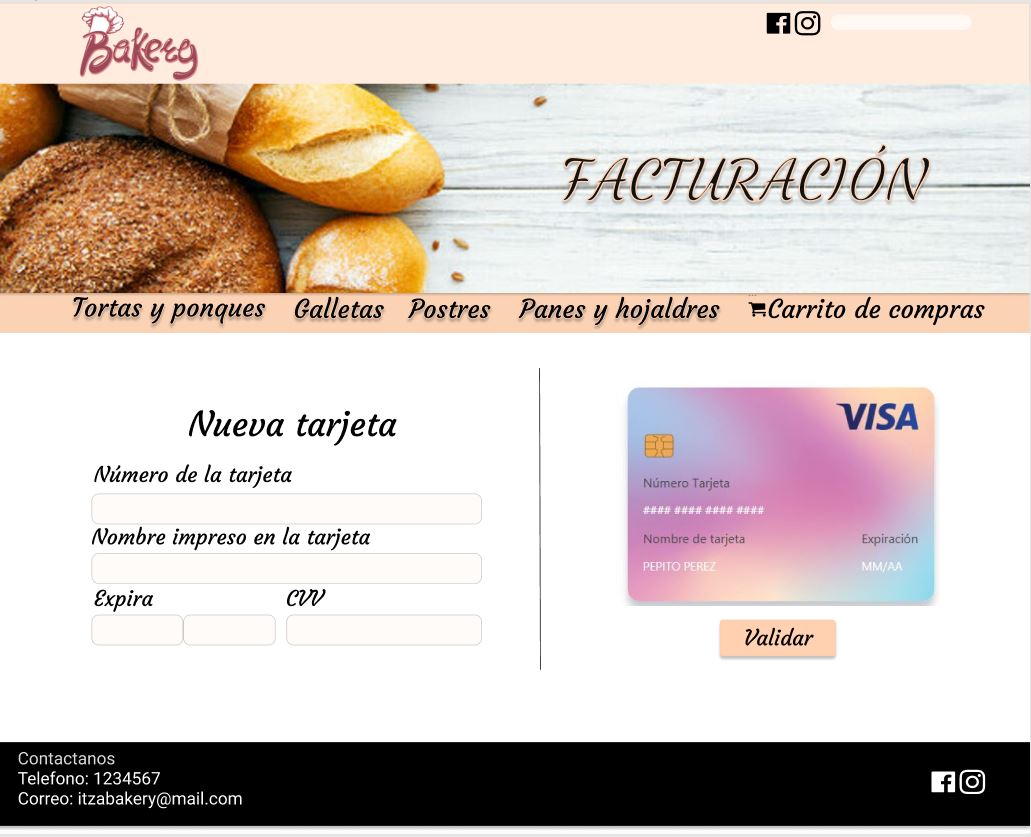 Bakery
FACTURACIÓN
Tortas y ponques Galletas Postres Panes y hojaldres Carrito de compras
Nueva tarjeta
Número de la tarjeta
Nombre impreso en la tarjeta
Expira CVV
VISA
Número Tarjeta
#### #### #### ####
Nombre de tarjeta Expiración
PEPITO PEREZ MM/AA
Validar
Contactanos
Telefono: 1234567
Correo: itzabakery@mail.com